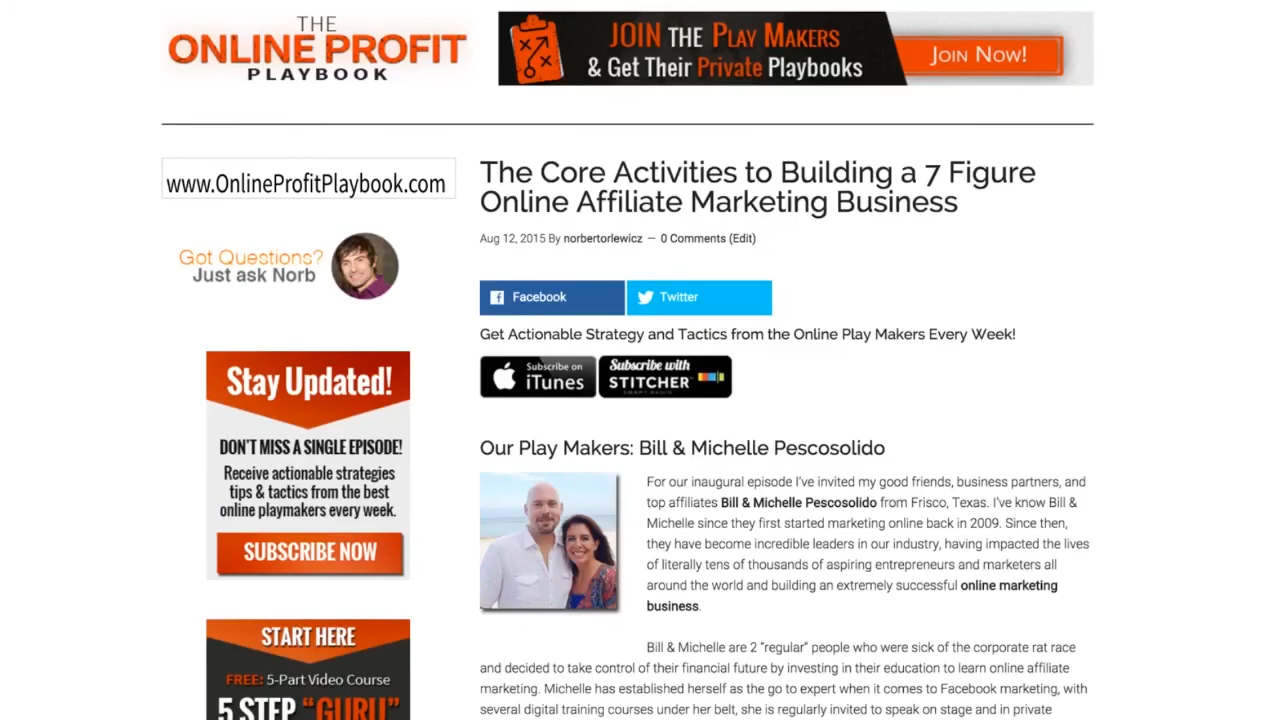 THE
ONLINE PROFIT
PLAYBOOK
JOIN THE PLAY MAKERS
& Get Their Private Playbooks
JOIN NOW!
www.OnlineProfitPlaybook.com
Got Questions?
Just ask Norb
Stay Updated!
DON'T MISS A SINGLE EPISODE!
Receive actionable strategies
tips & tactics from the best
online playmakers every week.
SUBSCRIBE NOW
START HERE
FREE: 5-Part Video Course
5 STEP "GURU"
The Core Activities to Building a 7 Figure
Online Affiliate Marketing Business
Aug 12, 2015 By norbertorlewicz — 0 Comments (Edit)
Facebook
Twitter
Get Actionable Strategy and Tactics from the Online Play Makers Every Week!
Subscribe on
iTunes
Subscribe with
STITCHER
SMART RADIO
Our Play Makers: Bill & Michelle Pescosolido
For our inaugural episode I've invited my good friends, business partners, and
top affiliates Bill & Michelle Pescosolido from Frisco, Texas. I've know Bill &
Michelle since they first started marketing online back in 2009. Since then,
they have become incredible leaders in our industry, having impacted the lives
of literally tens of thousands of aspiring entrepreneurs and marketers all
around the world and building an extremely successful online marketing
business.
Bill & Michelle are 2 "regular" people who were sick of the corporate rat race
and decided to take control of their financial future by investing in their education to learn online affiliate
marketing. Michelle has established herself as the go to expert when it comes to Facebook marketing, with
several digital training courses under her belt, she is regularly invited to speak on stage and in private